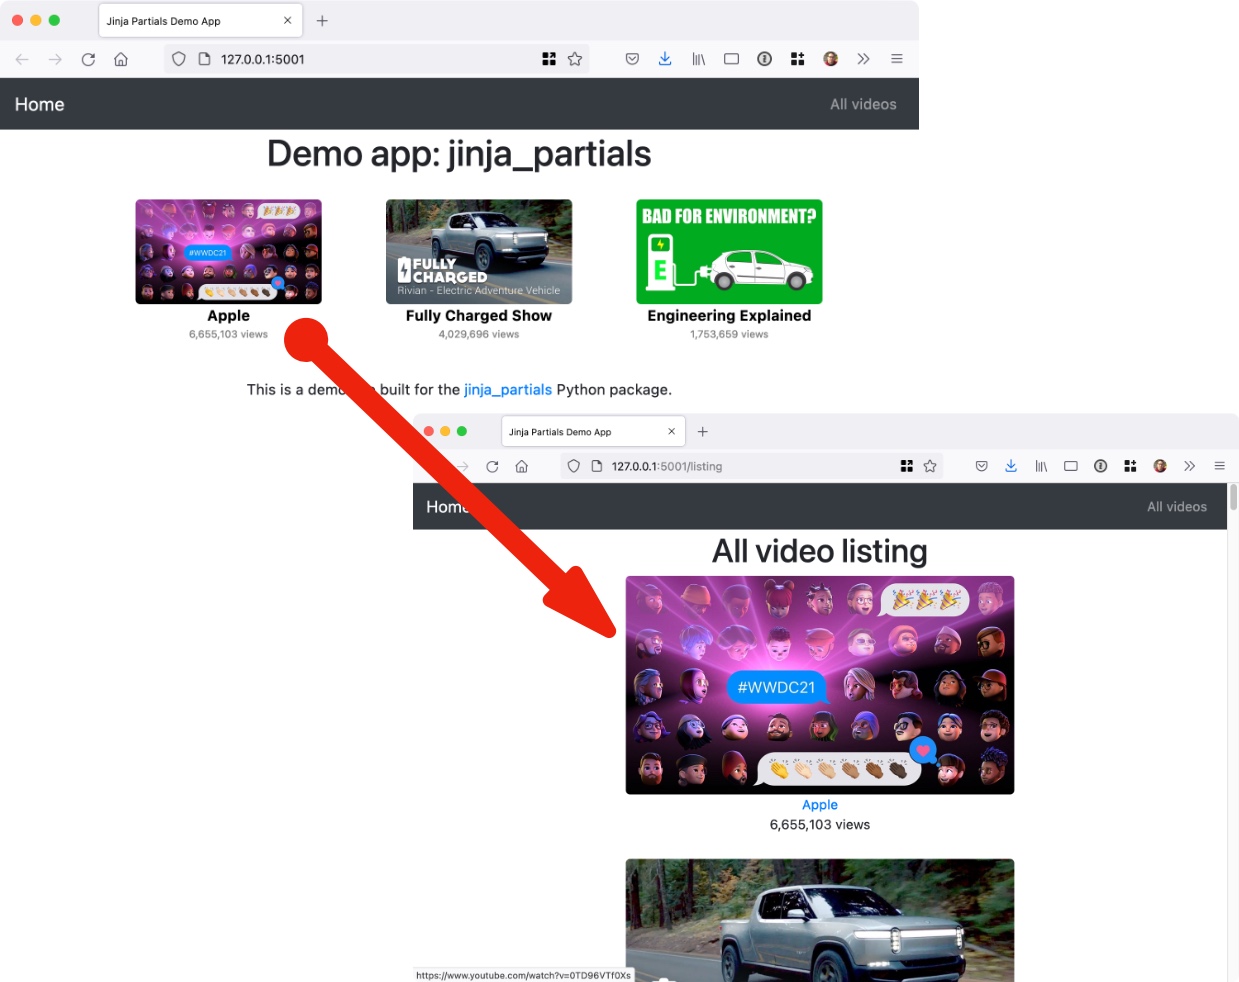 Jinja Partials Demo App
127.0.0.1:5001
Home
All videos
Demo app: jinja_partials
#WWDC21
FULLY
CHARGED
Rivian - Electric Adventure Vehicle
BAD FOR ENVIRONMENT?
E
Apple
Fully Charged Show
Engineering Explained
6,655,103 views
4,029,696 views
1,753,659 views
This is a demo built for the jinja_partials Python package.
Jinja Partials Demo App
127.0.0.1:5001/listing
Home
All videos
All video listing
#WWDC21
Apple
6,655,103 views
https://www.youtube.com/watch?v=0TD96VTf0Xs